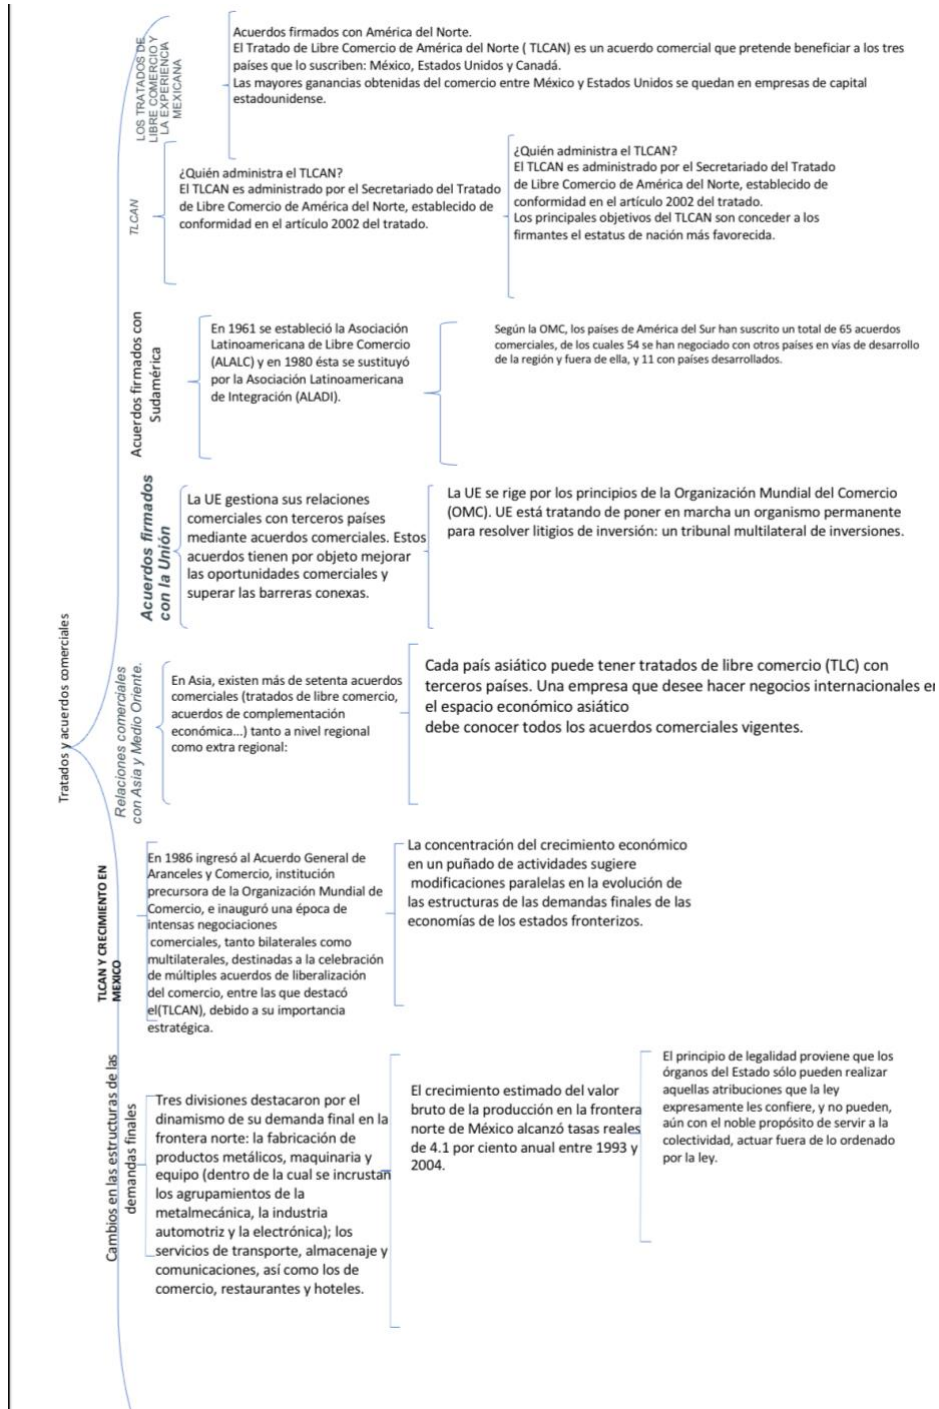 Tratados y acuerdos comerciales
LOS TRATADOS DE
LIBRE COMERCIO Y
LA EXPERIENCIA
MEXICANA
Acuerdos firmados con América del Norte.
El Tratado de Libre Comercio de América del Norte ( TLCAN) es un acuerdo comercial que pretende beneficiar a los tres
países que lo suscriben: México, Estados Unidos y Canadá.
Las mayores ganancias obtenidas del comercio entre México y Estados Unidos se quedan en empresas de capital
estadounidense.
TLCAN
¿Quién administra el TLCAN?
El TLCAN es administrado por el Secretariado del Tratado
de Libre Comercio de América del Norte, establecido de
conformidad en el artículo 2002 del tratado.
¿Quién administra el TLCAN?
El TLCAN es administrado por el Secretariado del Tratado
de Libre Comercio de América del Norte, establecido de
conformidad en el artículo 2002 del tratado.
Los principales objetivos del TLCAN son conceder a los
firmantes el estatus de nación más favorecida.
Acuerdos firmados con
Sudamérica
En 1961 se estableció la Asociación
Latinoamericana de Libre Comercio
(ALALC) y en 1980 ésta se sustituyó
por la Asociación Latinoamericana
de Integración (ALADI).
Según la OMC, los países de América del Sur han suscrito un total de 65 acuerdos
comerciales, de los cuales 54 se han negociado con otros países en vías de desarrollo
de la región y fuera de ella, y 11 con países desarrollados.
Acuerdos firmados
con la Unión
La UE gestiona sus relaciones
comerciales con terceros países
mediante acuerdos comerciales. Estos
acuerdos tienen por objeto mejorar
las oportunidades comerciales y
superar las barreras conexas.
La UE se rige por los principios de la Organización Mundial del Comercio
(OMC). UE está tratando de poner en marcha un organismo permanente
para resolver litigios de inversión: un tribunal multilateral de inversiones.
Relaciones comerciales
con Asia y Medio Oriente.
En Asia, existen más de setenta acuerdos
comerciales (tratados de libre comercio,
acuerdos de complementación
económica...) tanto a nivel regional
como extra regional:
Cada país asiático puede tener tratados de libre comercio (TLC) con
terceros países. Una empresa que desee hacer negocios internacionales en
el espacio económico asiático
debe conocer todos los acuerdos comerciales vigentes.
TLCAN Y CRECIMIENTO EN
MEXICO
En 1986 ingresó al Acuerdo General de
Aranceles y Comercio, institución
precursora de la Organización Mundial de
Comercio, e inauguró una época de
intensas negociaciones
comerciales, tanto bilaterales como
multilaterales, destinadas a la celebración
de múltiples acuerdos de liberalización
del comercio, entre las que destacó
el(TLCAN), debido a su importancia
estratégica.
La concentración del crecimiento económico
en un puñado de actividades sugiere
modificaciones paralelas en la evolución de
las estructuras de las demandas finales de las
economías de los estados fronterizos.
Cambios en las estructuras de las
demandas finales
Tres divisiones destacaron por el
dinamismo de su demanda final en la
frontera norte: la fabricación de
productos metálicos, maquinaria y
equipo (dentro de la cual se incrustan
los agrupamientos de la
metalmecánica, la industria
automotriz y la electrónica); los
servicios de transporte, almacenaje y
comunicaciones, así como los de
comercio, restaurantes y hoteles.
El crecimiento estimado del valor
bruto de la producción en la frontera
norte de México alcanzó tasas reales
de 4.1 por ciento anual entre 1993 y
2004.
El principio de legalidad proviene que los
órganos del Estado sólo pueden realizar
aquellas atribuciones que la ley
expresamente les confiere, y no pueden,
aún con el noble propósito de servir a la
colectividad, actuar fuera de lo ordenado
por la ley.